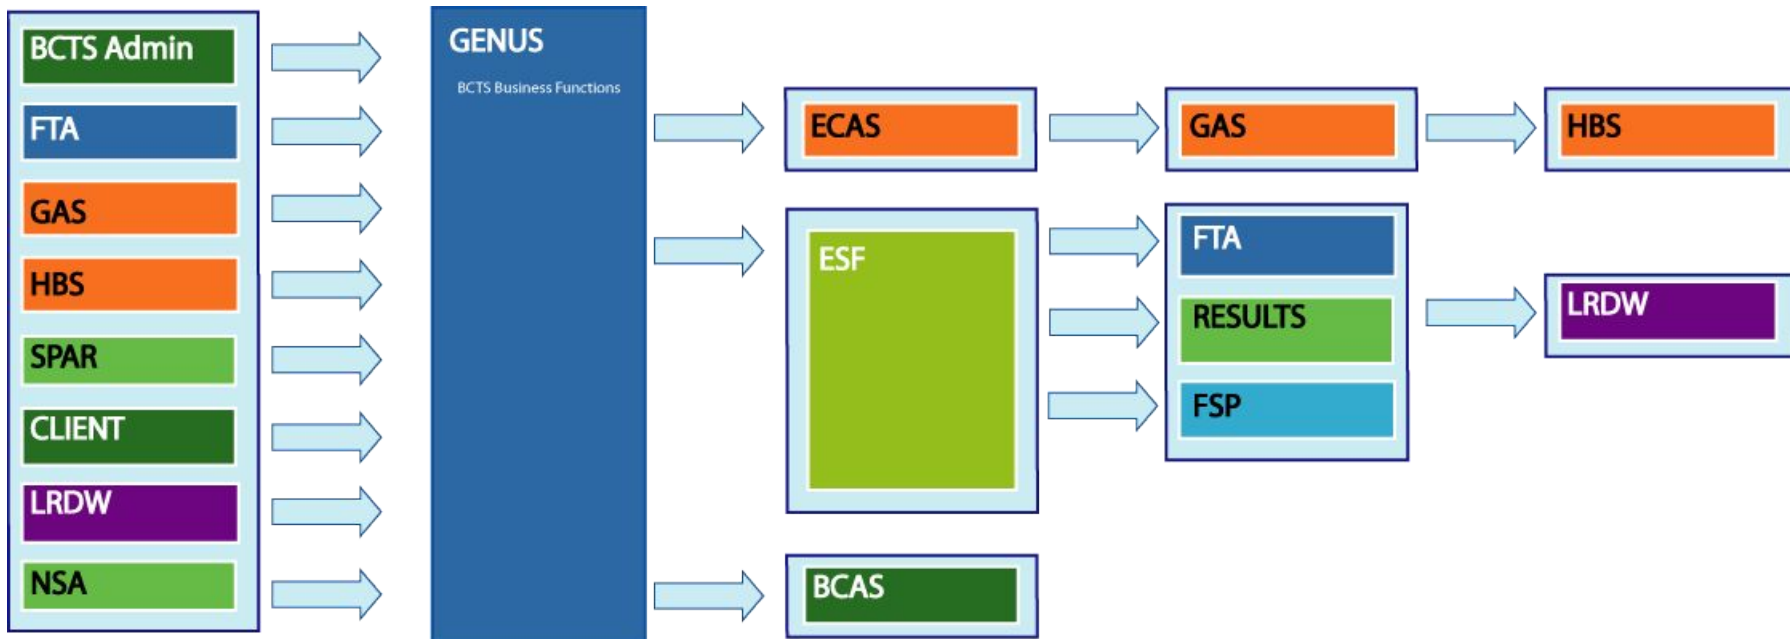 BCTS Admin
FTA
GAS
HBS
SPAR
CLIENT
LRDW
NSA
GENUS
BCTS Business Functions
ECAS
GAS
HBS
ESF
FTA
RESULTS
FSP
LRDW
BCAS